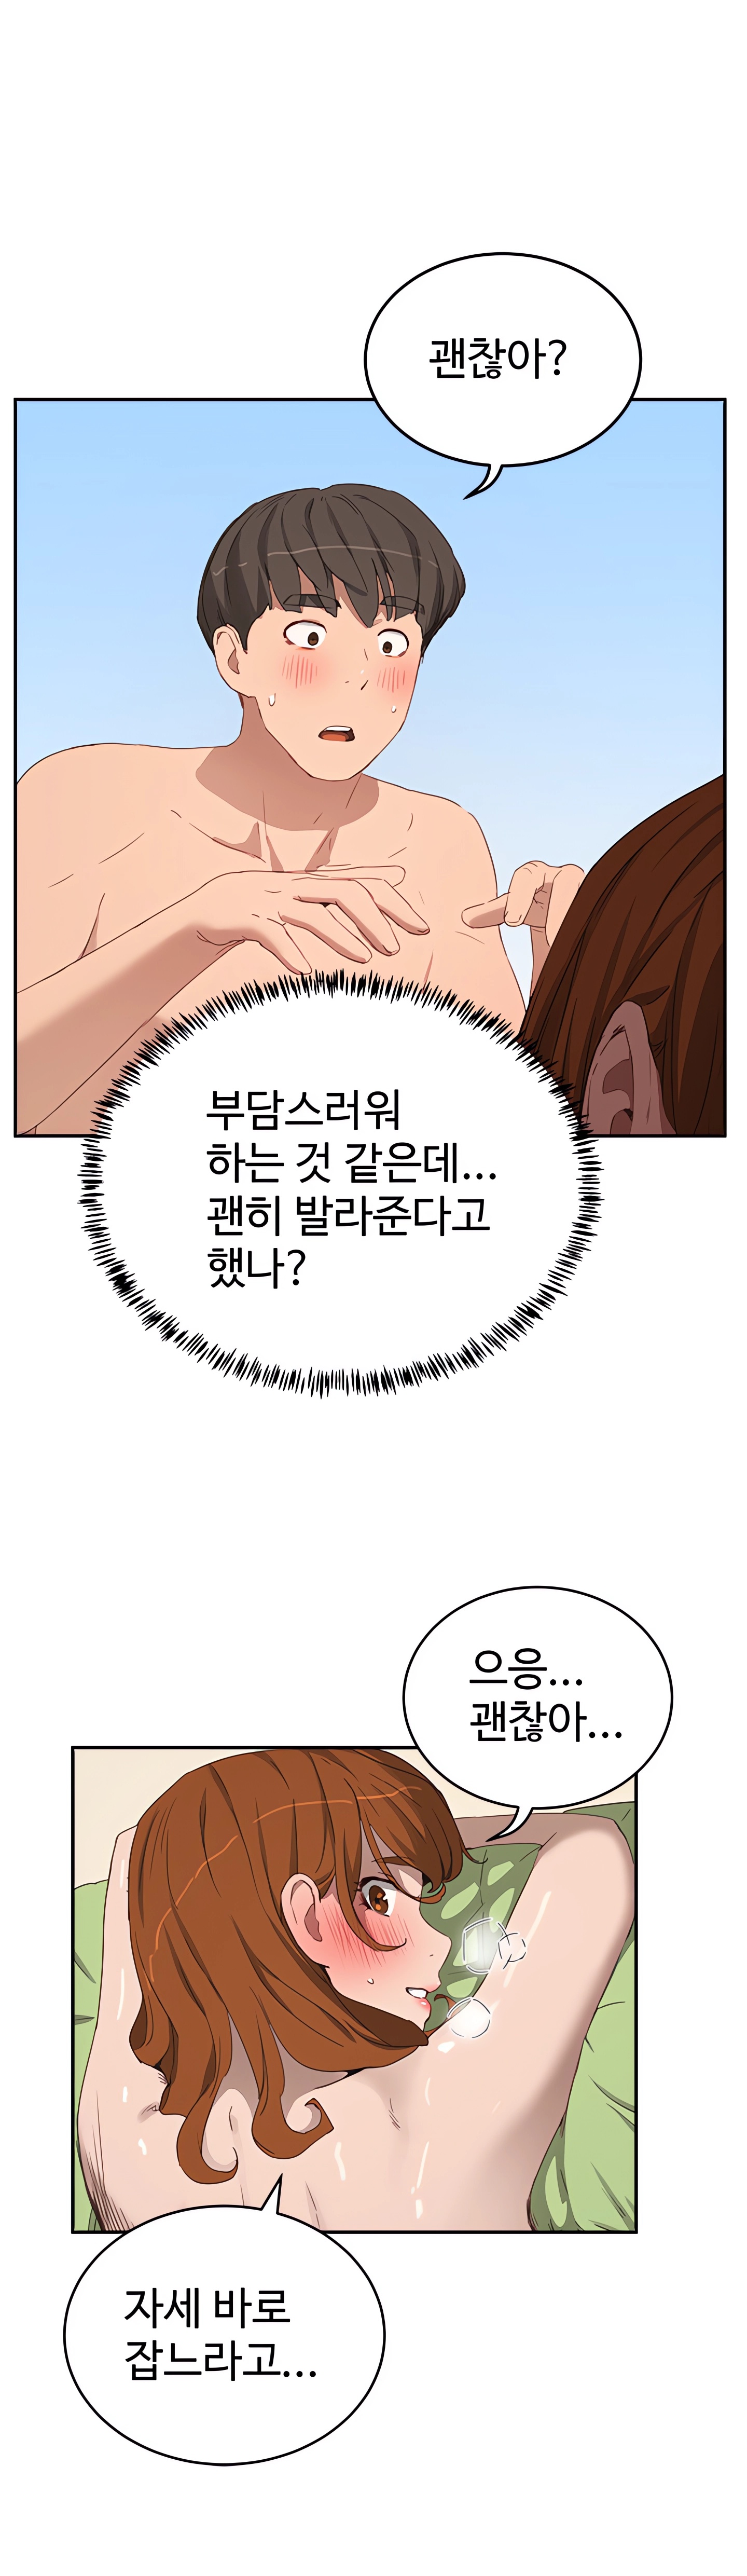 괜찮아?
부담스러워
하는 것 같은데...
괜히 발라준다고
했나?
으응...
괜찮아...
자세 바로
잡느라고...